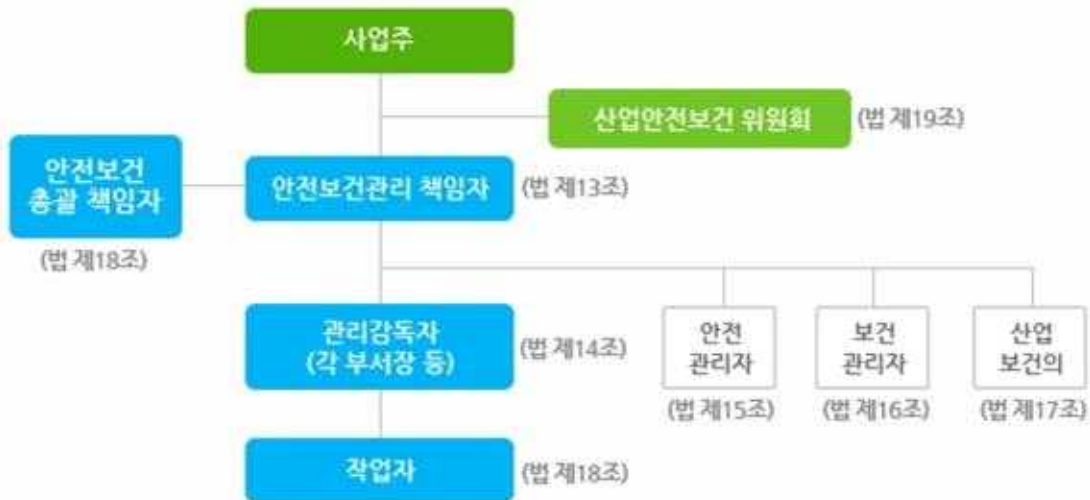 사업주
산업안전보건 위원회 (법 제19조)
안전보건
총괄 책임자
(법 제18조)
안전보건관리 책임자 (법 제13조)
관리감독자
(각 부서장 등)
(법 제14조)
안전
관리자
(법 제15조)
보건
관리자
(법 제16조)
산업
보건의
(법 제17조)
작업자 (법 제18조)